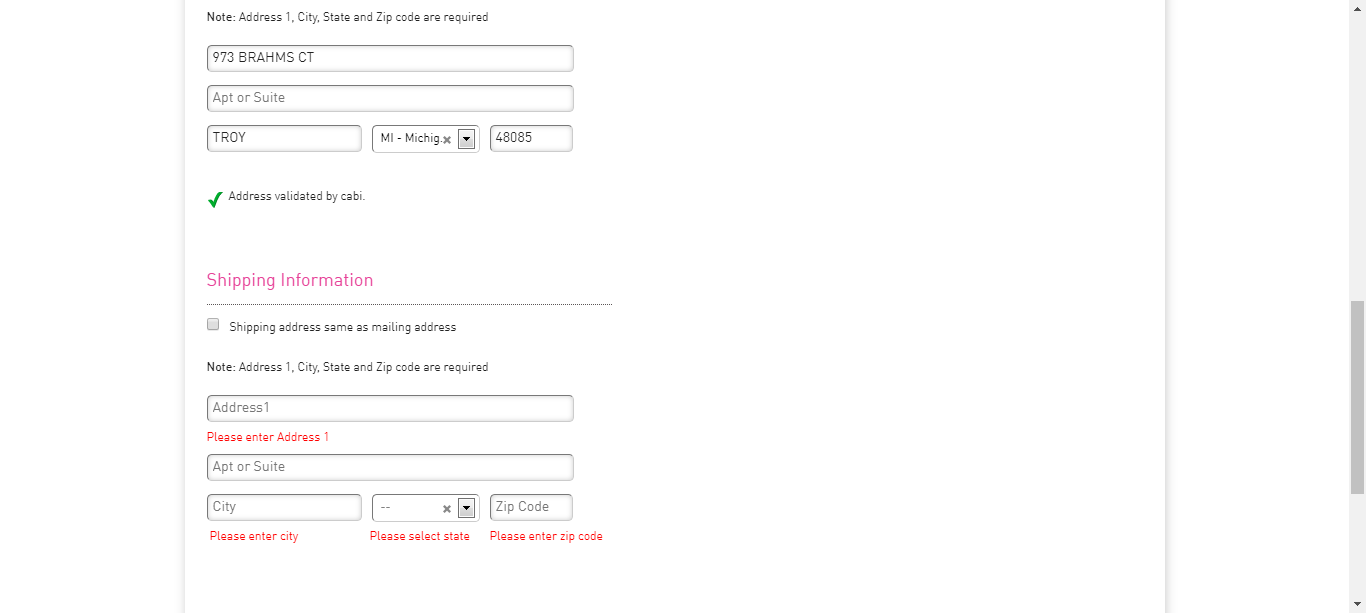 Note: Address 1, City, State and Zip code are required
973 BRAHMS CT
Apt or Suite
TROY MI - Michig. 48085
Address validated by cabi.
Shipping Information
Shipping address same as mailing address
Note: Address 1, City, State and Zip code are required
Address1
Please enter Address 1
Apt or Suite
City -- Zip Code
Please enter city Please select state Please enter zip code